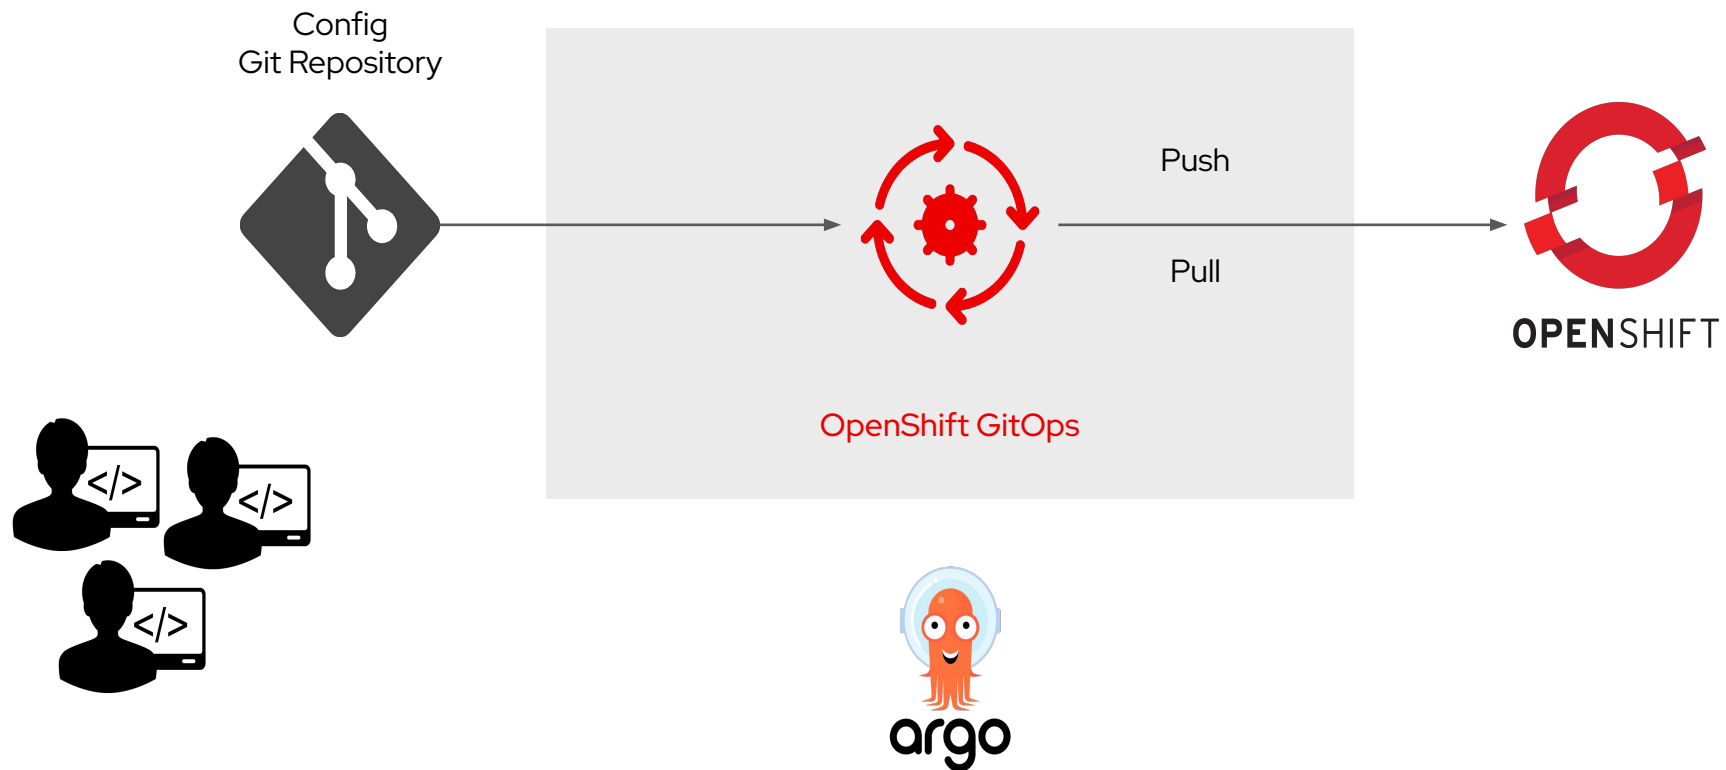 Config
Git Repository
Push
Pull
OPENSHIFT
OpenShift GitOps
</>
</>
</>
argo